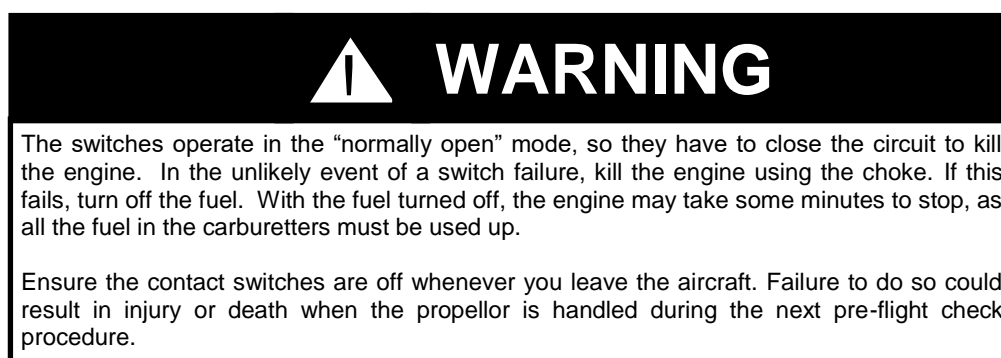 WARNING
The switches operate in the “normally open” mode, so they have to close the circuit to kill
the engine.  In the unlikely event of a switch failure, kill the engine using the choke. If this
fails, turn off the fuel.  With the fuel turned off, the engine may take some minutes to stop, as
all the fuel in the carburetters must be used up.
Ensure the contact switches are off whenever you leave the aircraft. Failure to do so could
result in injury or death when the propellor is handled during the next pre-flight check
procedure.